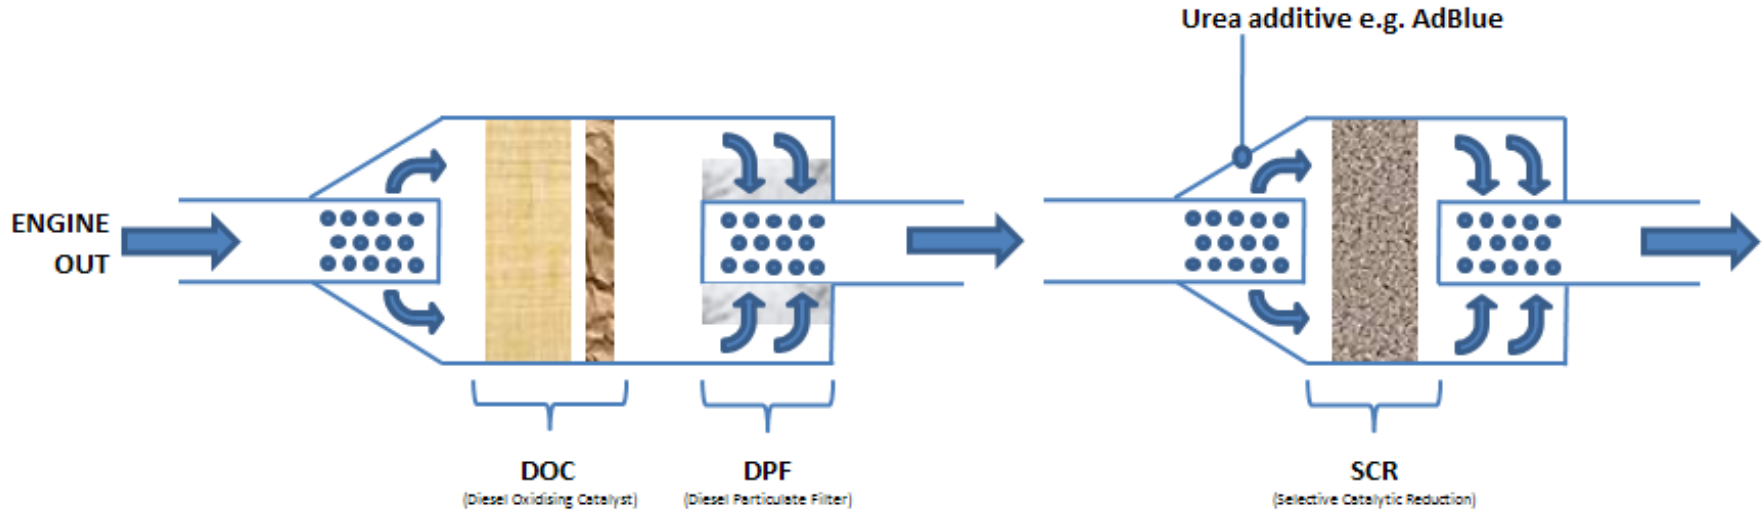 Urea additive e.g. AdBlue
ENGINE
OUT
DOC
(Diesel Oxidising Catalyst)
DPF
(Diesel Particulate Filter)
SCR
(Selective Catalytic Reduction)